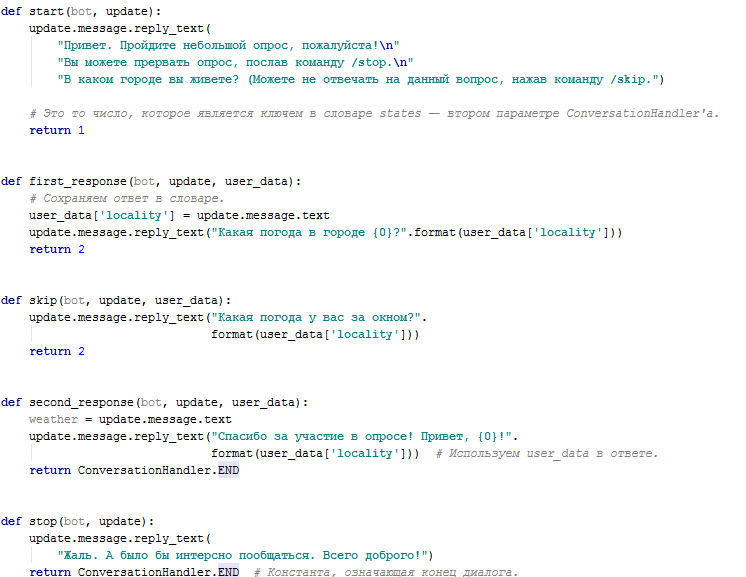 def start(bot, update):
    update.message.reply_text(
        "Привет. Пройдите небольшой опрос, пожалуйста!\n"
        "Вы можете прервать опрос, послав команду /stop.\n"
        "В каком городе вы живете? (Можете не отвечать на данный вопрос, нажав команду /skip.")
    # Это то число, которое является ключем в словаре states — втором параметре ConversationHandler'а.
    return 1
def first_response(bot, update, user_data):
    # Сохраняем ответ в словаре.
    user_data['locality'] = update.message.text
    update.message.reply_text("Какая погода в городе {0}?".format(user_data['locality']))
    return 2
def skip(bot, update, user_data):
    update.message.reply_text("Какая погода у вас за окном?".
                              format(user_data['locality']))
    return 2
def second_response(bot, update, user_data):
    weather = update.message.text
    update.message.reply_text("Спасибо за участие в опросе! Привет, {0}!".
                              format(user_data['locality']))  # Используем user_data в ответе.
    return ConversationHandler.END
def stop(bot, update):
    update.message.reply_text(
        "Жаль. А было бы интерсно пообщаться. Всего доброго!")
    return ConversationHandler.END  # Константа, означающая конец диалога.